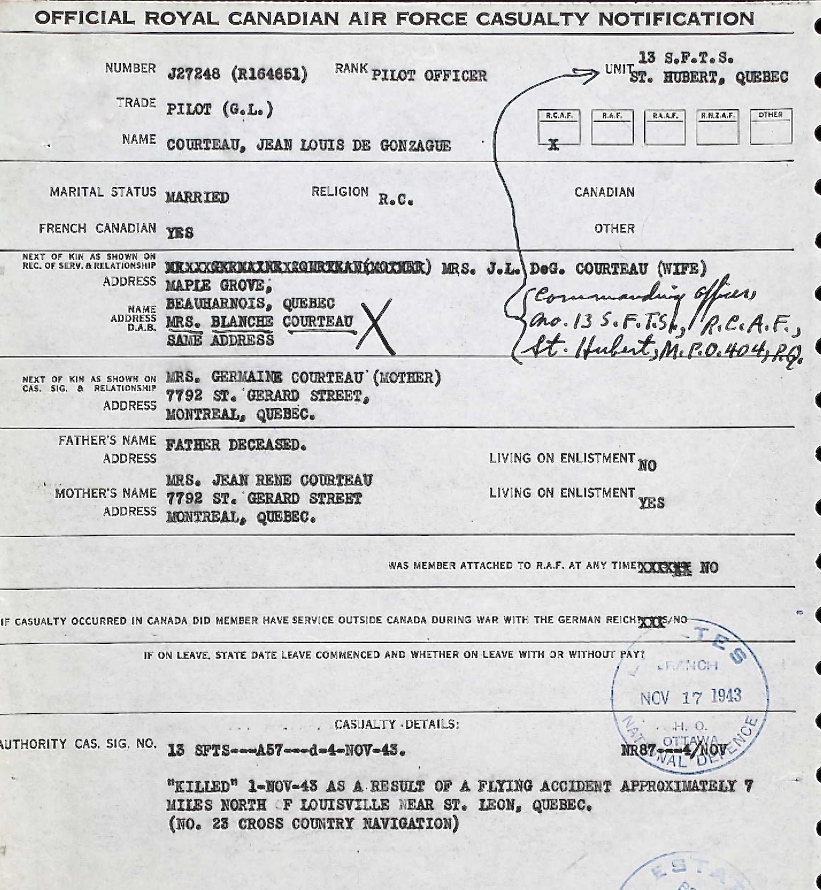 OFFICIAL ROYAL CANADIAN AIR FORCE CASUALTY NOTIFICATION
NUMBER J27248 (R164651) RANK PILOT OFFICER UNIT 13 S.F.T.S. ST. HUBERT, QUEBEC
TRADE PILOT (G.L.)
R.C.A.F. R.A.F. R.A.A.F. R.N.Z.A.F. OTHER
NAME COURTEAU, JEAN LOUIS DE GONZAGUE X
MARITAL STATUS MARRIED RELIGION R.C. CANADIAN
FRENCH CANADIAN YES OTHER
NEXT OF KIN AS SHOWN ON REC. OF SERV. & RELATIONSHIP MRS. J.L. DeG. COURTEAU (WIFE)
ADDRESS MAPLE GROVE,
BEAUHARNOIS, QUEBEC
NAME MRS. BLANCHE COURTEAU X
ADDRESS SAME ADDRESS
D.A.B.
Commanding Officer,
No. 13 S.F.T.S., R.C.A.F.,
St. Hubert, M.P.O. 404, P.Q.
NEXT OF KIN AS SHOWN ON CAS. SIG. & RELATIONSHIP MRS. GERMAINE COURTEAU (MOTHER)
ADDRESS 7792 ST. GERARD STREET,
MONTREAL, QUEBEC.
FATHER'S NAME FATHER DECEASED.
ADDRESS LIVING ON ENLISTMENT NO
MRS. JEAN RENE COURTEAU
MOTHER'S NAME 7792 ST. GERARD STREET LIVING ON ENLISTMENT YES
ADDRESS MONTREAL, QUEBEC.
WAS MEMBER ATTACHED TO R.A.F. AT ANY TIME XXXXXX NO
IF CASUALTY OCCURRED IN CANADA DID MEMBER HAVE SERVICE OUTSIDE CANADA DURING WAR WITH THE GERMAN REICH XXX/NO
IF ON LEAVE, STATE DATE LEAVE COMMENCED AND WHETHER ON LEAVE WITH OR WITHOUT PAY?
NOV 17 1943
H.Q.
OTTAWA
NATIONAL DEFENCE
CASUALTY DETAILS:
AUTHORITY CAS. SIG. NO. 13 SFTS---A57---d-4-NOV-43. NR87---4/NOV
"KILLED" 1-NOV-43 AS A RESULT OF A FLYING ACCIDENT APPROXIMATELY 7
MILES NORTH OF LOUISVILLE NEAR ST. LEON, QUEBEC.
(NO. 23 CROSS COUNTRY NAVIGATION)